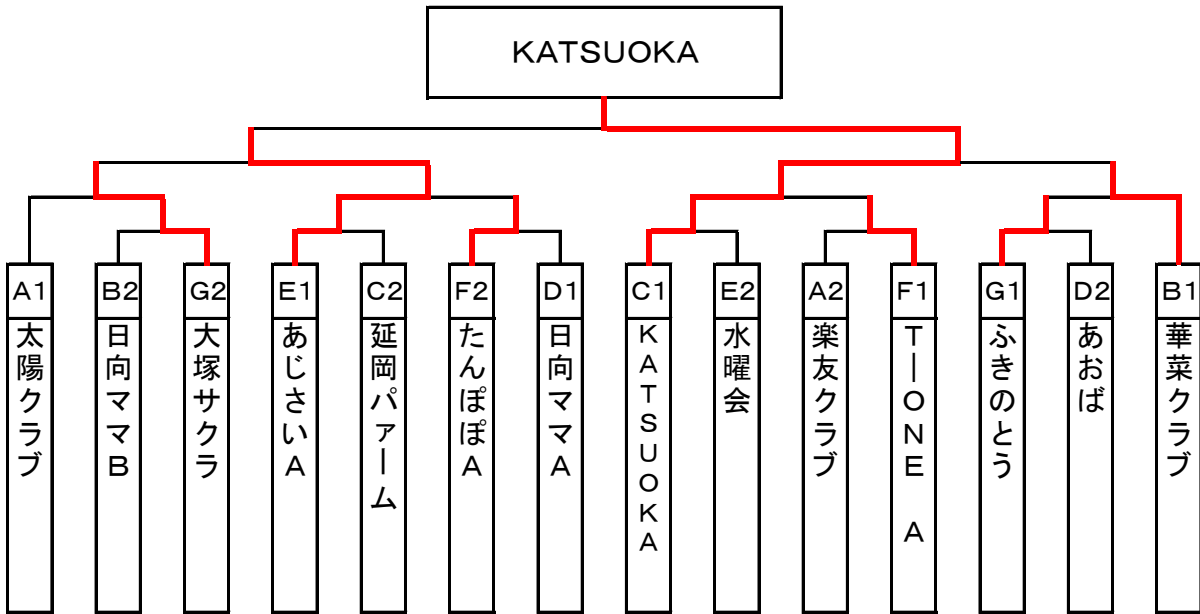 KATSUOKA
A1
太陽クラブ
B2
日向ママB
G2
大塚サクラ
E1
あじさいA
C2
延岡パァーム
F2
たんぽぽA
D1
日向ママA
C1
KATSUOKA
E2
水曜会
A2
楽友クラブ
F1
T―ONE A
G1
ふきのとう
D2
あおば
B1
華菜クラブ